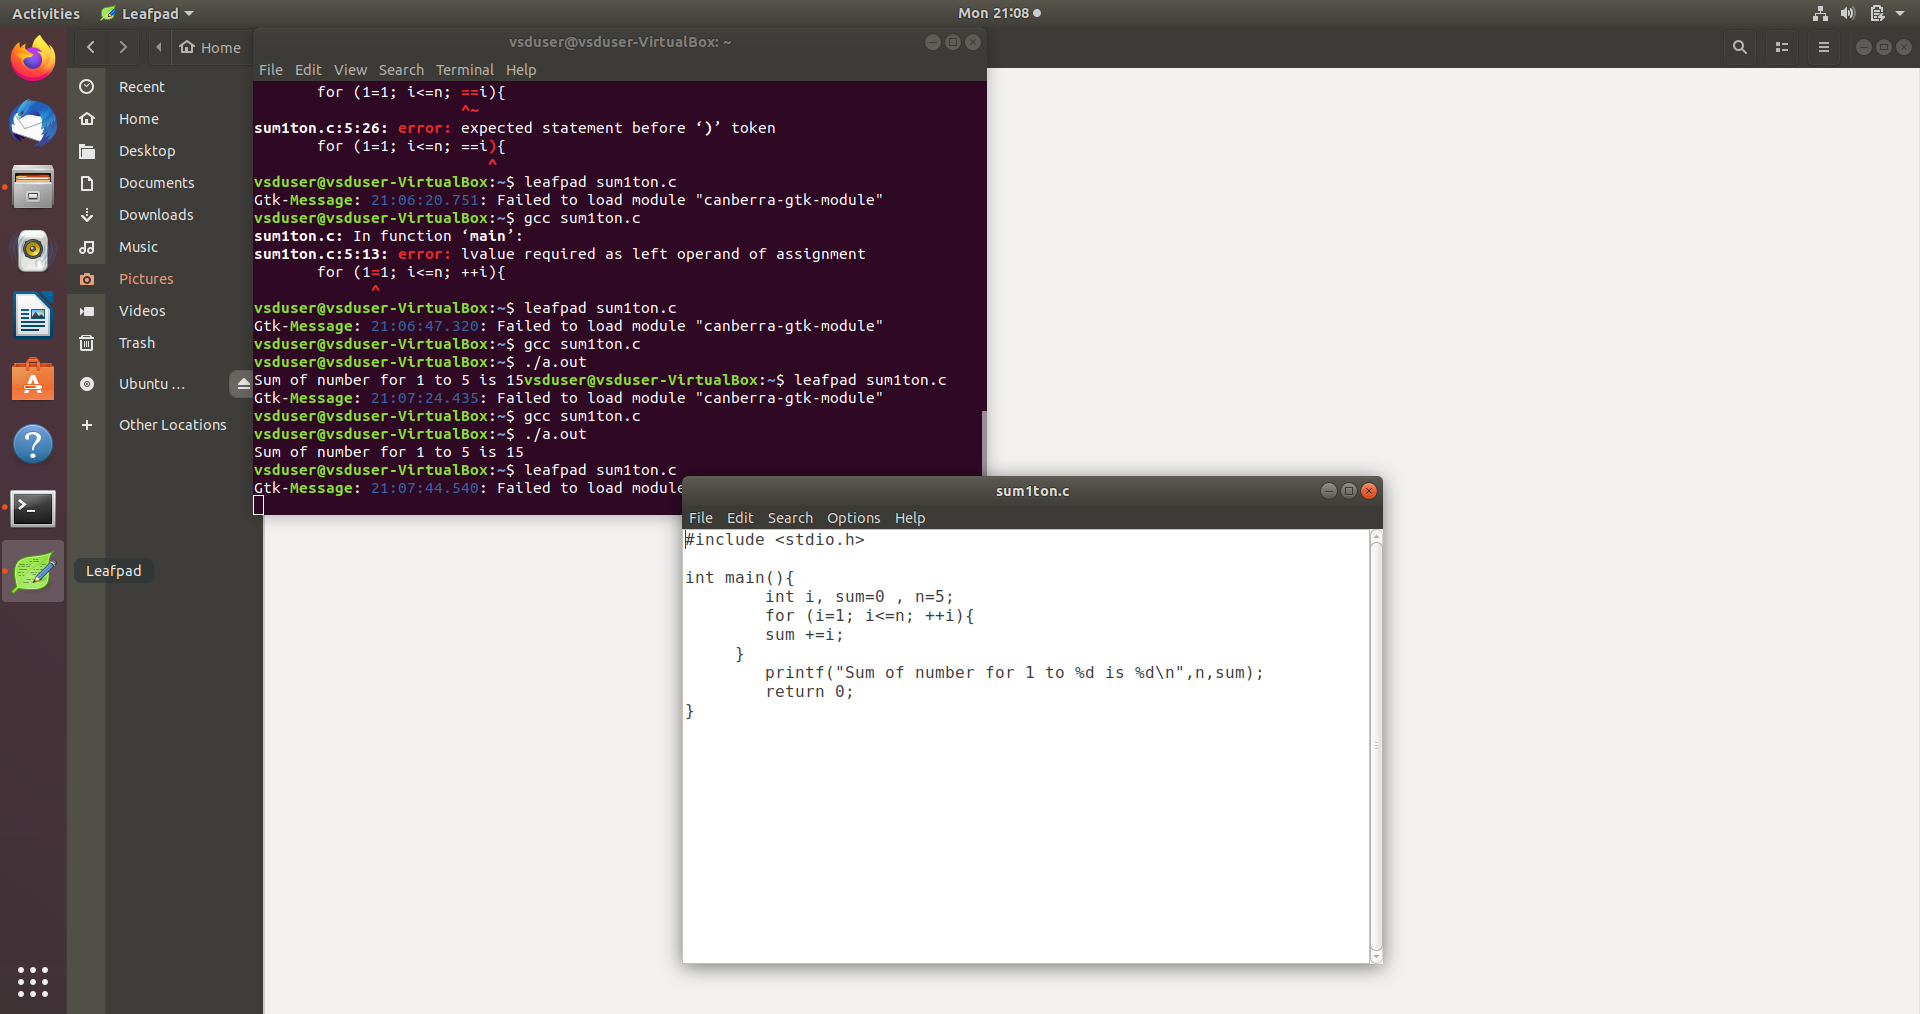 Activities Leafpad Mon 21:08
Home
Recent
Home
Desktop
Documents
Downloads
Music
Pictures
Videos
Trash
Ubuntu …
Other Locations
Leafpad
vsduser@vsduser-VirtualBox: ~
File Edit View Search Terminal Help
for (1=1; i<=n; ==i){
^~
sum1ton.c:5:26: error: expected statement before ‘)’ token
for (1=1; i<=n; ==i){
^
vsduser@vsduser-VirtualBox:~$ leafpad sum1ton.c
Gtk-Message: 21:06:20.751: Failed to load module "canberra-gtk-module"
vsduser@vsduser-VirtualBox:~$ gcc sum1ton.c
sum1ton.c: In function ‘main’:
sum1ton.c:5:13: error: lvalue required as left operand of assignment
for (1=1; i<=n; ++i){
^
vsduser@vsduser-VirtualBox:~$ leafpad sum1ton.c
Gtk-Message: 21:06:47.320: Failed to load module "canberra-gtk-module"
vsduser@vsduser-VirtualBox:~$ gcc sum1ton.c
vsduser@vsduser-VirtualBox:~$ ./a.out
Sum of number for 1 to 5 is 15vsduser@vsduser-VirtualBox:~$ leafpad sum1ton.c
Gtk-Message: 21:07:24.435: Failed to load module "canberra-gtk-module"
vsduser@vsduser-VirtualBox:~$ gcc sum1ton.c
vsduser@vsduser-VirtualBox:~$ ./a.out
Sum of number for 1 to 5 is 15
vsduser@vsduser-VirtualBox:~$ leafpad sum1ton.c
Gtk-Message: 21:07:44.540: Failed to load module
sum1ton.c
File Edit Search Options Help
#include <stdio.h>
int main(){
int i, sum=0 , n=5;
for (i=1; i<=n; ++i){
sum +=i;
}
printf("Sum of number for 1 to %d is %d\n",n,sum);
return 0;
}